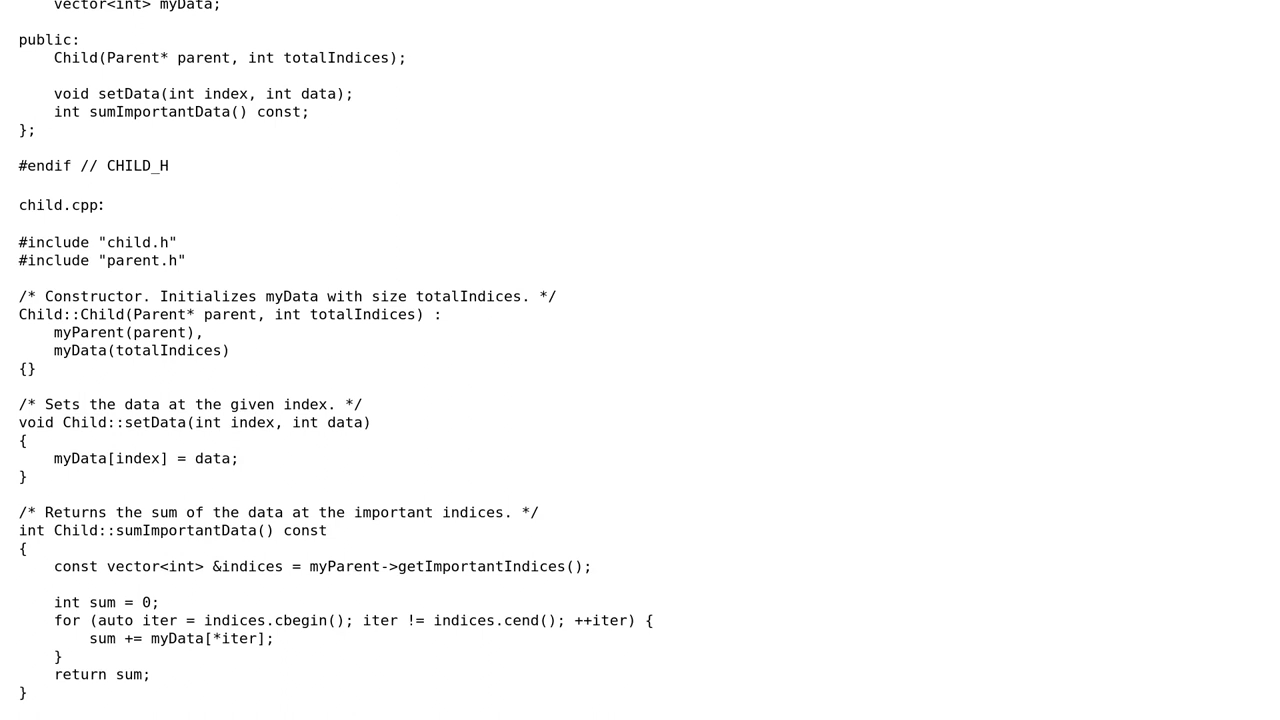 vector<int> myData;

public:
    Child(Parent* parent, int totalIndices);

    void setData(int index, int data);
    int sumImportantData() const;
};

#endif // CHILD_H

child.cpp:

#include "child.h"
#include "parent.h"

/* Constructor. Initializes myData with size totalIndices. */
Child::Child(Parent* parent, int totalIndices) :
    myParent(parent),
    myData(totalIndices)
{}

/* Sets the data at the given index. */
void Child::setData(int index, int data)
{
    myData[index] = data;
}

/* Returns the sum of the data at the important indices. */
int Child::sumImportantData() const
{
    const vector<int> &indices = myParent->getImportantIndices();

    int sum = 0;
    for (auto iter = indices.cbegin(); iter != indices.cend(); ++iter) {
        sum += myData[*iter];
    }
    return sum;
}